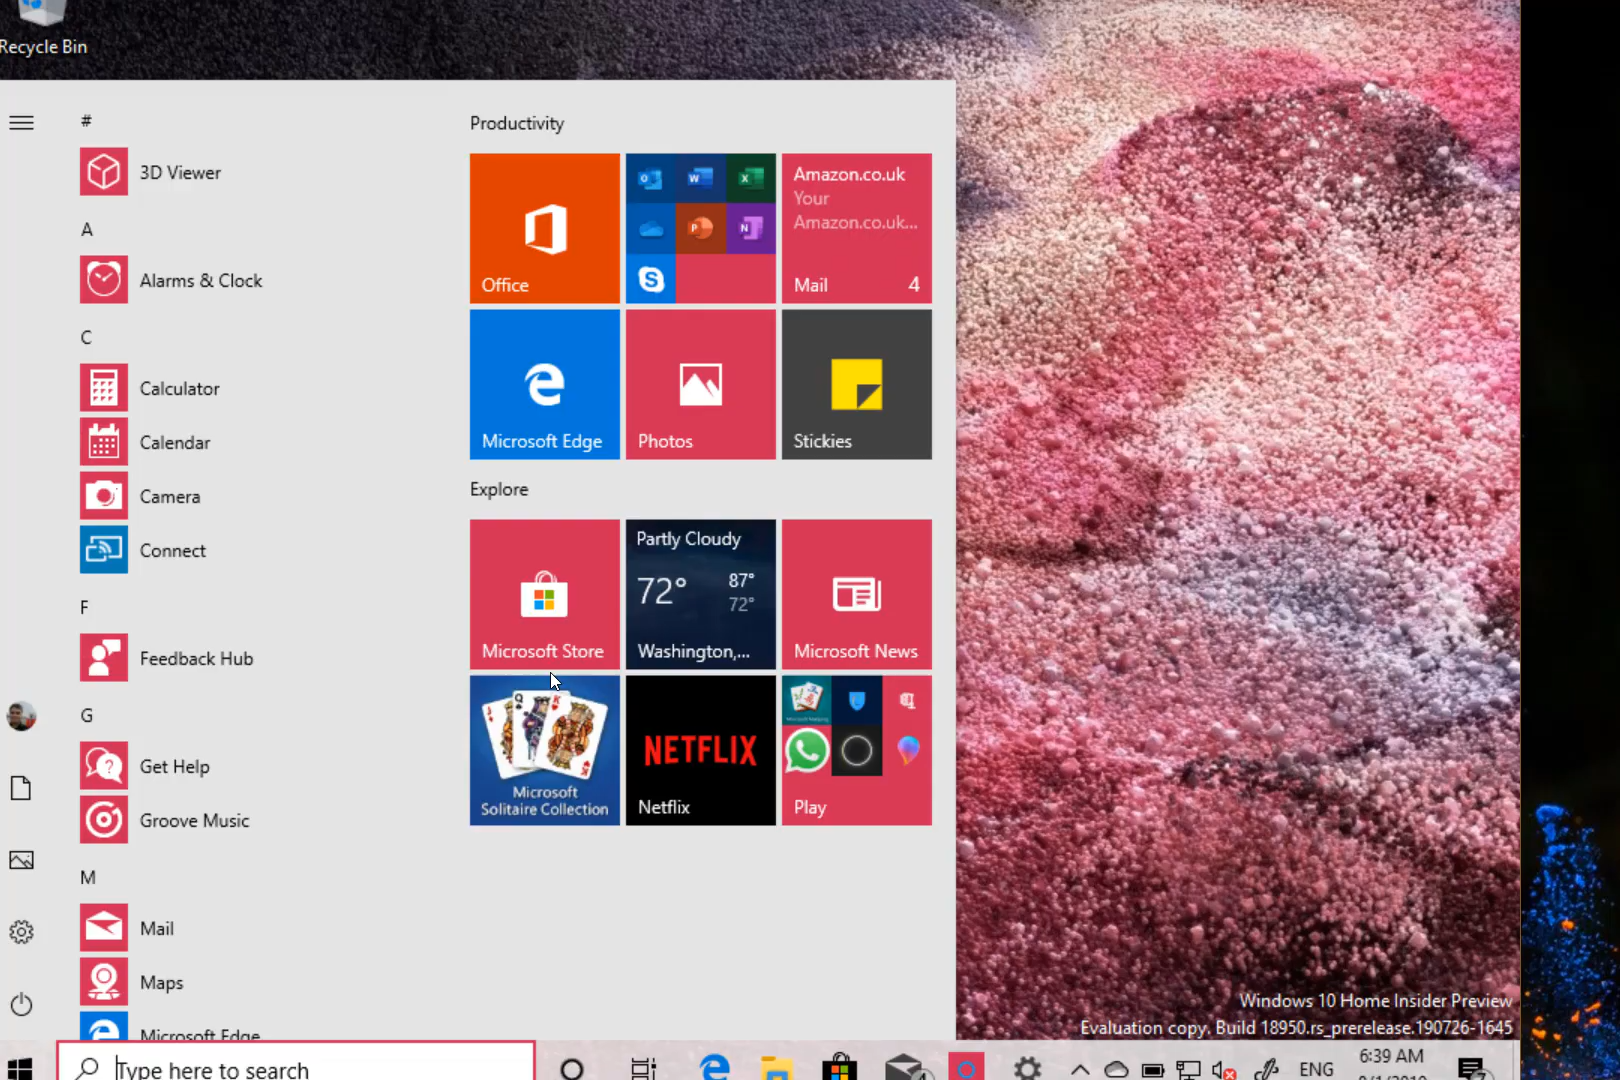 Recycle Bin
#
3D Viewer
A
Alarms & Clock
C
Calculator
Calendar
Camera
Connect
F
Feedback Hub
G
Get Help
Groove Music
M
Mail
Maps
Microsoft Edge
Productivity
Office
Amazon.co.uk
Your
Amazon.co.uk...
Mail 4
Microsoft Edge
Photos
Stickies
Explore
Microsoft Store
Partly Cloudy
72° 87°
72°
Washington,...
Microsoft News
Microsoft
Solitaire Collection
NETFLIX
Netflix
Play
Windows 10 Home Insider Preview
Evaluation copy. Build 18950.rs_prerelease.190726-1645
Type here to search
ENG
6:39 AM